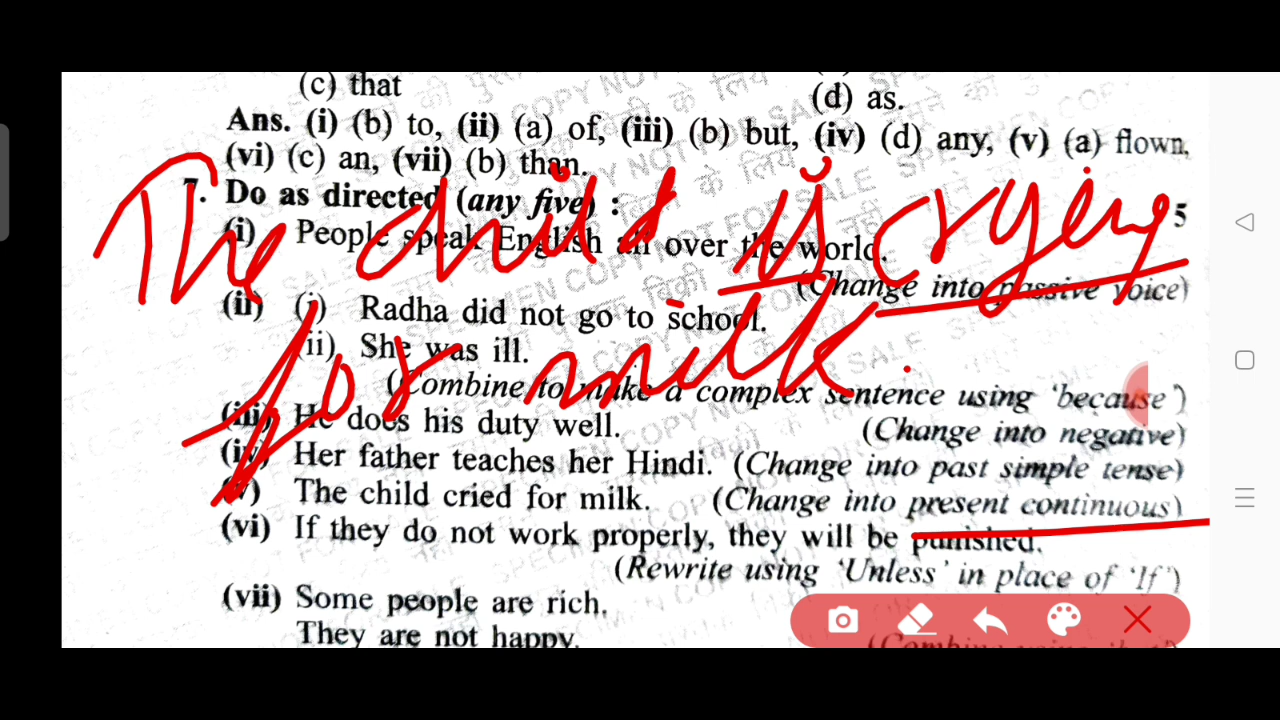 (c) that
(d) as.
Ans. (i) (b) to, (ii) (a) of, (iii) (b) but, (iv) (d) any, (v) (a) flown,
(vi) (c) an, (vii) (b) than.
7. Do as directed (any five) : 5
(i) People speak English all over the world.
(Change into passive voice)
(ii) (i) Radha did not go to school.
(ii) She was ill.
(Combine to make a complex sentence using 'because')
(iii) He does his duty well. (Change into negative)
(iv) Her father teaches her Hindi. (Change into past simple tense)
(v) The child cried for milk. (Change into present continuous)
(vi) If they do not work properly, they will be punished.
(Rewrite using 'Unless' in place of 'If')
(vii) Some people are rich.
They are not happy.
The child is crying
for milk.